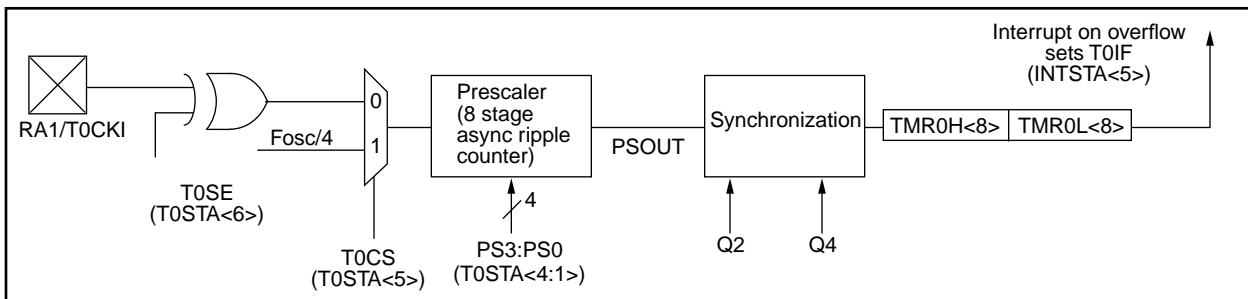 Interrupt on overflow
sets T0IF
(INTSTA<5>)
RA1/T0CKI
0
Fosc/4
1
Prescaler
(8 stage
async ripple
counter)
PSOUT
Synchronization
TMR0H<8>
TMR0L<8>
T0SE
(T0STA<6>)
4
T0CS
(T0STA<5>)
PS3:PS0
(T0STA<4:1>)
Q2
Q4